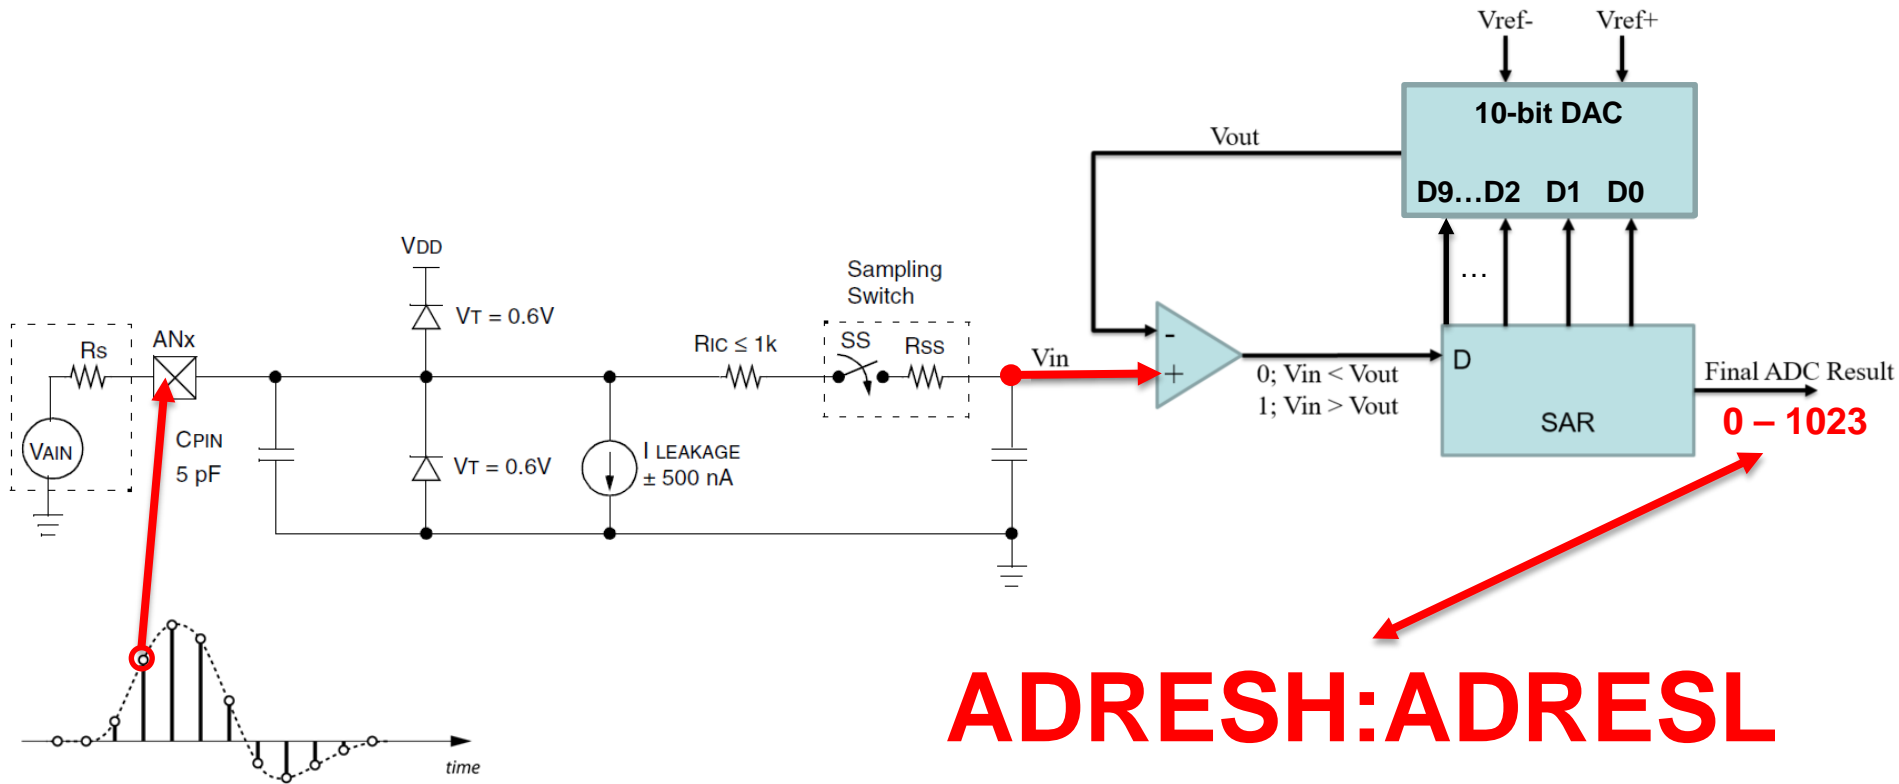 Vref- Vref+
10-bit DAC
Vout
D9...D2 D1 D0
...
VDD
VT = 0.6V
Sampling
Switch
Rs
ANx
RIC ≤ 1k
SS
RSS
Vin
-
+
0; Vin < Vout
1; Vin > Vout
D
SAR
Final ADC Result
0 – 1023
VAIN
CPIN
5 pF
VT = 0.6V
I LEAKAGE
± 500 nA
ADRESH:ADRESL
time